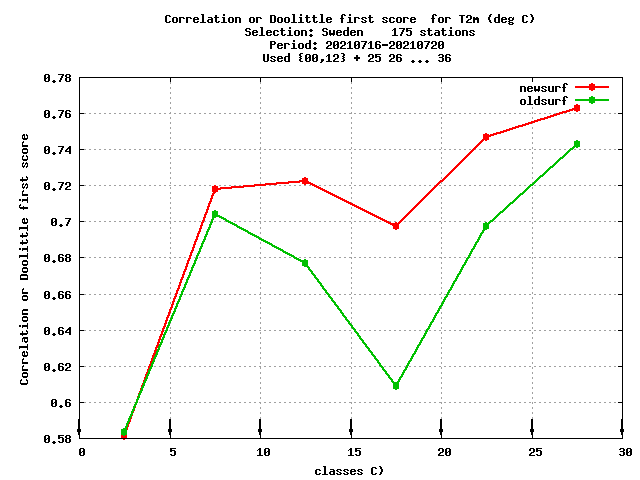 Correlation or Doolittle first score  for T2m (deg C)
Selection: Sweden    175 stations
Period: 20210716-20210720
Used {00,12} + 25 26 ... 36
newsurf
oldsurf
Correlation or Doolittle first score
0.78
0.76
0.74
0.72
0.7
0.68
0.66
0.64
0.62
0.6
0.58
0 5 10 15 20 25 30
classes C)